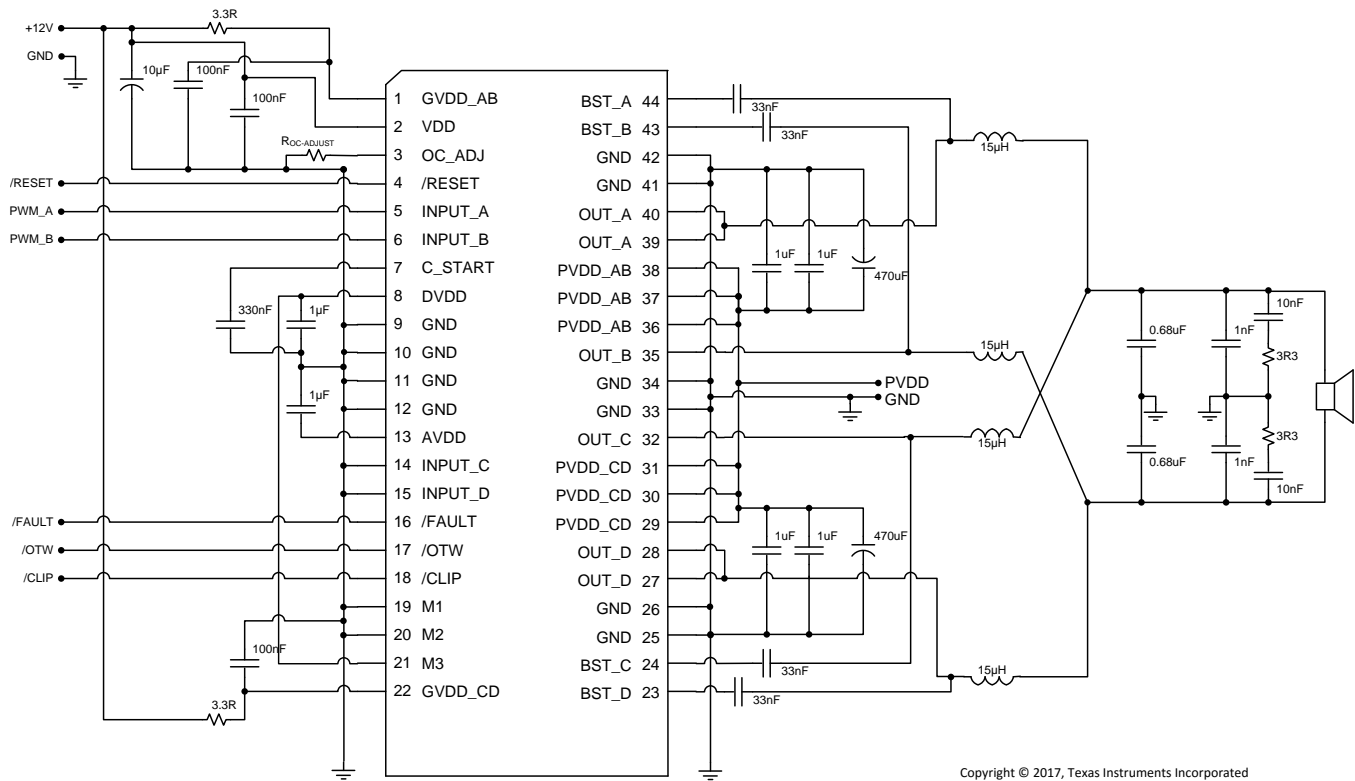 3.3R
+12V
GND
10µF
100nF
100nF
ROC-ADJUST
/RESET
PWM_A
PWM_B
330nF
1µF
1µF
/FAULT
/OTW
/CLIP
100nF
3.3R
1 GVDD_AB
2 VDD
3 OC_ADJ
4 /RESET
5 INPUT_A
6 INPUT_B
7 C_START
8 DVDD
9 GND
10 GND
11 GND
12 GND
13 AVDD
14 INPUT_C
15 INPUT_D
16 /FAULT
17 /OTW
18 /CLIP
19 M1
20 M2
21 M3
22 GVDD_CD
BST_A 44
BST_B 43
GND 42
GND 41
OUT_A 40
OUT_A 39
PVDD_AB 38
PVDD_AB 37
PVDD_AB 36
OUT_B 35
GND 34
GND 33
OUT_C 32
PVDD_CD 31
PVDD_CD 30
PVDD_CD 29
OUT_D 28
OUT_D 27
GND 26
GND 25
BST_C 24
BST_D 23
33nF
33nF
15µH
1uF
1uF
470uF
15µH
PVDD
GND
15µH
1uF
1uF
470uF
33nF
33nF
15µH
10nF
0.68uF
1nF
3R3
3R3
0.68uF
1nF
10nF
Copyright © 2017, Texas Instruments Incorporated